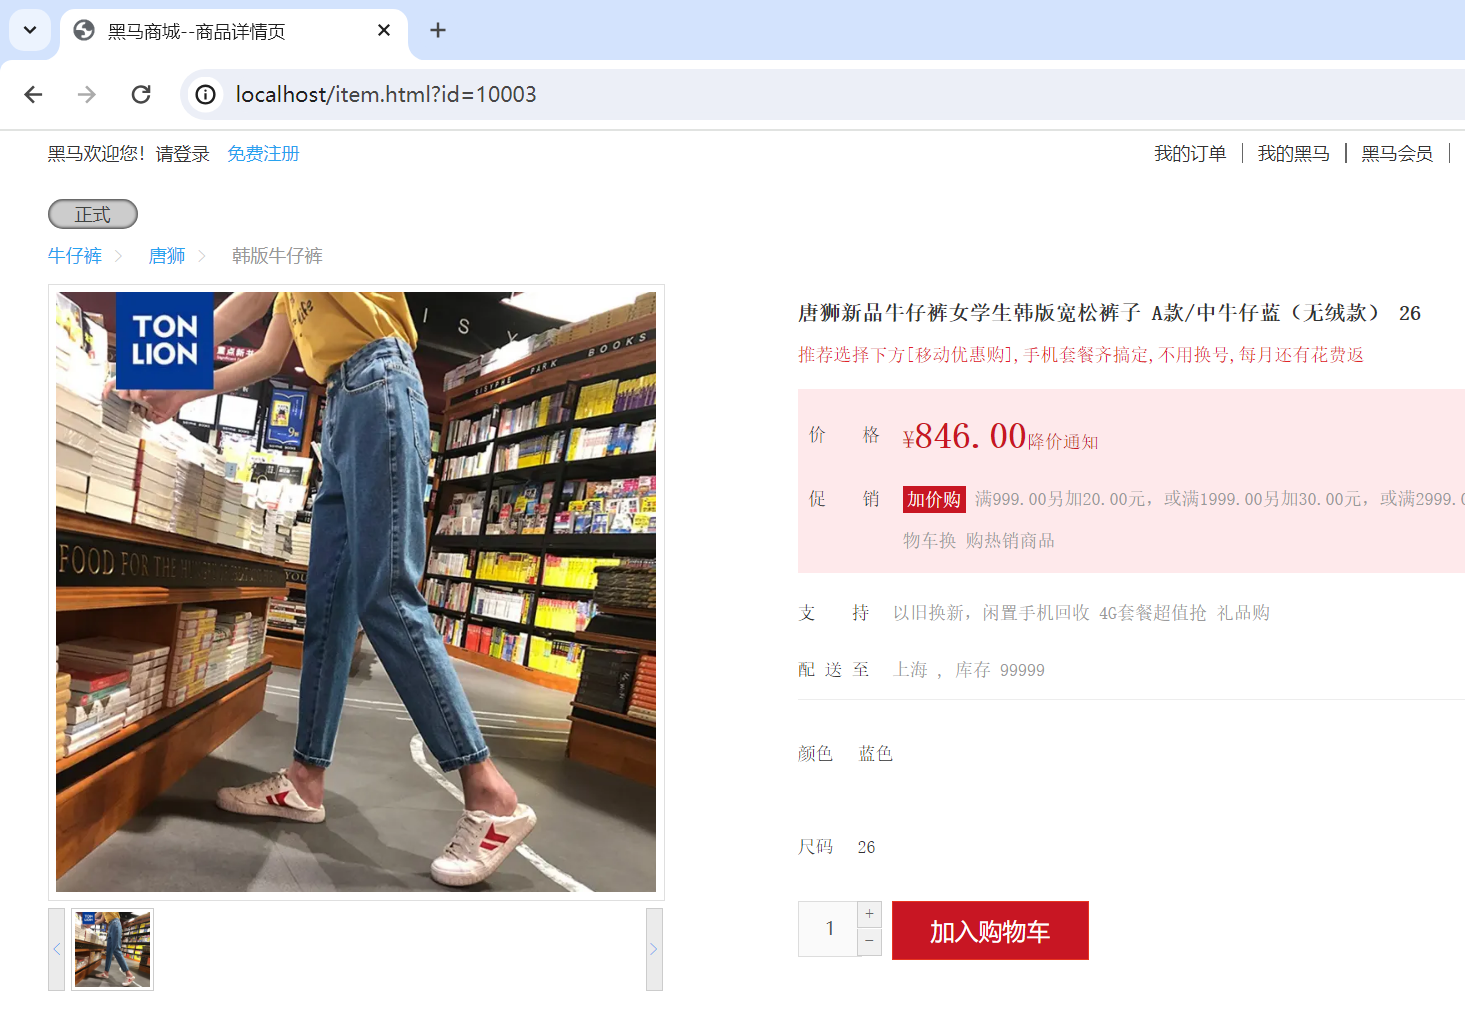 黑马商城--商品详情页
localhost/item.html?id=10003
黑马欢迎您！请登录 免费注册
我的订单 我的黑马 黑马会员
正式
牛仔裤 唐狮 韩版牛仔裤
TON
LION
重点新书
ISY
SISYPHE PARK BOOKS
9折
FOOD FOR THE
YOU
唐狮新品牛仔裤女学生韩版宽松裤子 A款/中牛仔蓝（无绒款） 26
推荐选择下方[移动优惠购],手机套餐齐搞定,不用换号,每月还有花费返
价 格 ¥846.00降价通知
促 销 加价购 满999.00另加20.00元，或满1999.00另加30.00元，或满2999.0
物车换 购热销商品
支 持 以旧换新，闲置手机回收 4G套餐超值抢 礼品购
配 送 至 上海 ，库存 99999
颜色 蓝色
尺码 26
1 + −
加入购物车